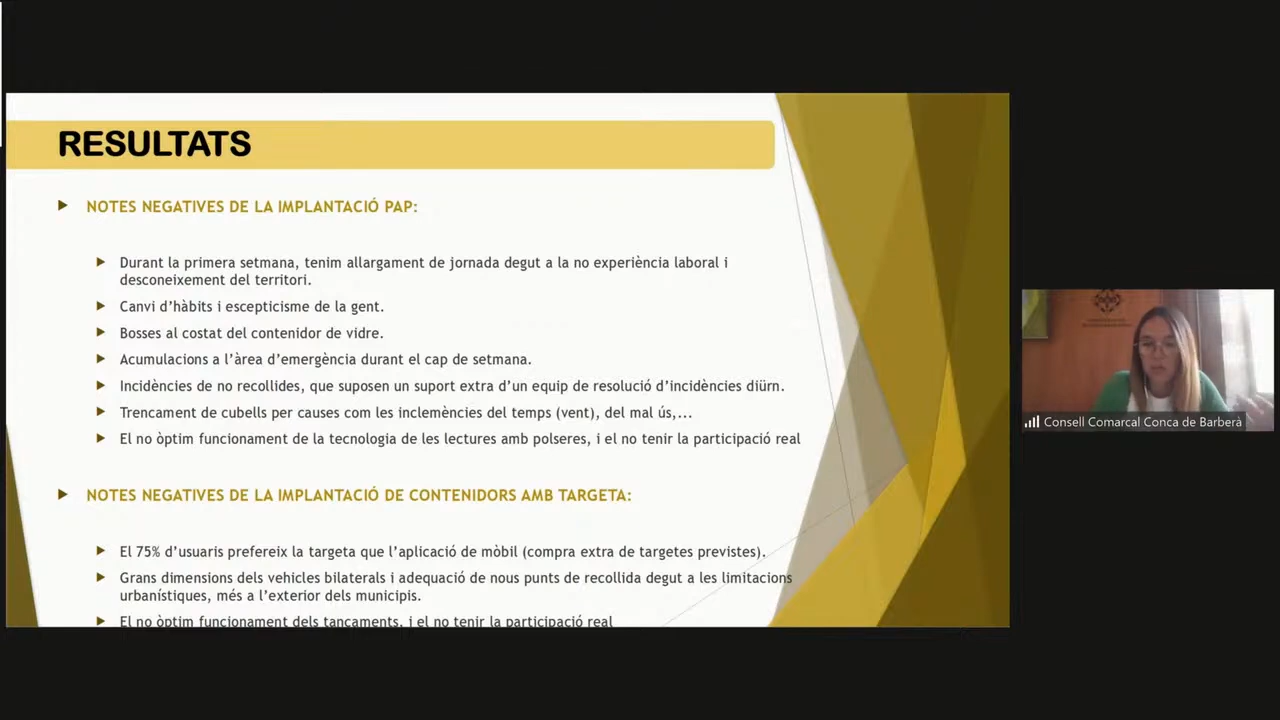 RESULTATS
NOTES NEGATIVES DE LA IMPLANTACIÓ PAP:
Durant la primera setmana, tenim allargament de jornada degut a la no experiència laboral i
desconeixement del territori.
Canvi d’hàbits i escepticisme de la gent.
Bosses al costat del contenidor de vidre.
Acumulacions a l’àrea d’emergència durant el cap de setmana.
Incidències de no recollides, que suposen un suport extra d’un equip de resolució d’incidències diürn.
Trencament de cubells per causes com les inclemències del temps (vent), del mal ús,...
El no òptim funcionament de la tecnologia de les lectures amb polseres, i el no tenir la participació real
NOTES NEGATIVES DE LA IMPLANTACIÓ DE CONTENIDORS AMB TARGETA:
El 75% d’usuaris prefereix la targeta que l’aplicació de mòbil (compra extra de targetes previstes).
Grans dimensions dels vehicles bilaterals i adequació de nous punts de recollida degut a les limitacions
urbanístiques, més a l’exterior dels municipis.
El no òptim funcionament dels tancaments, i el no tenir la participació real
Consell Comarcal Conca de Barberà